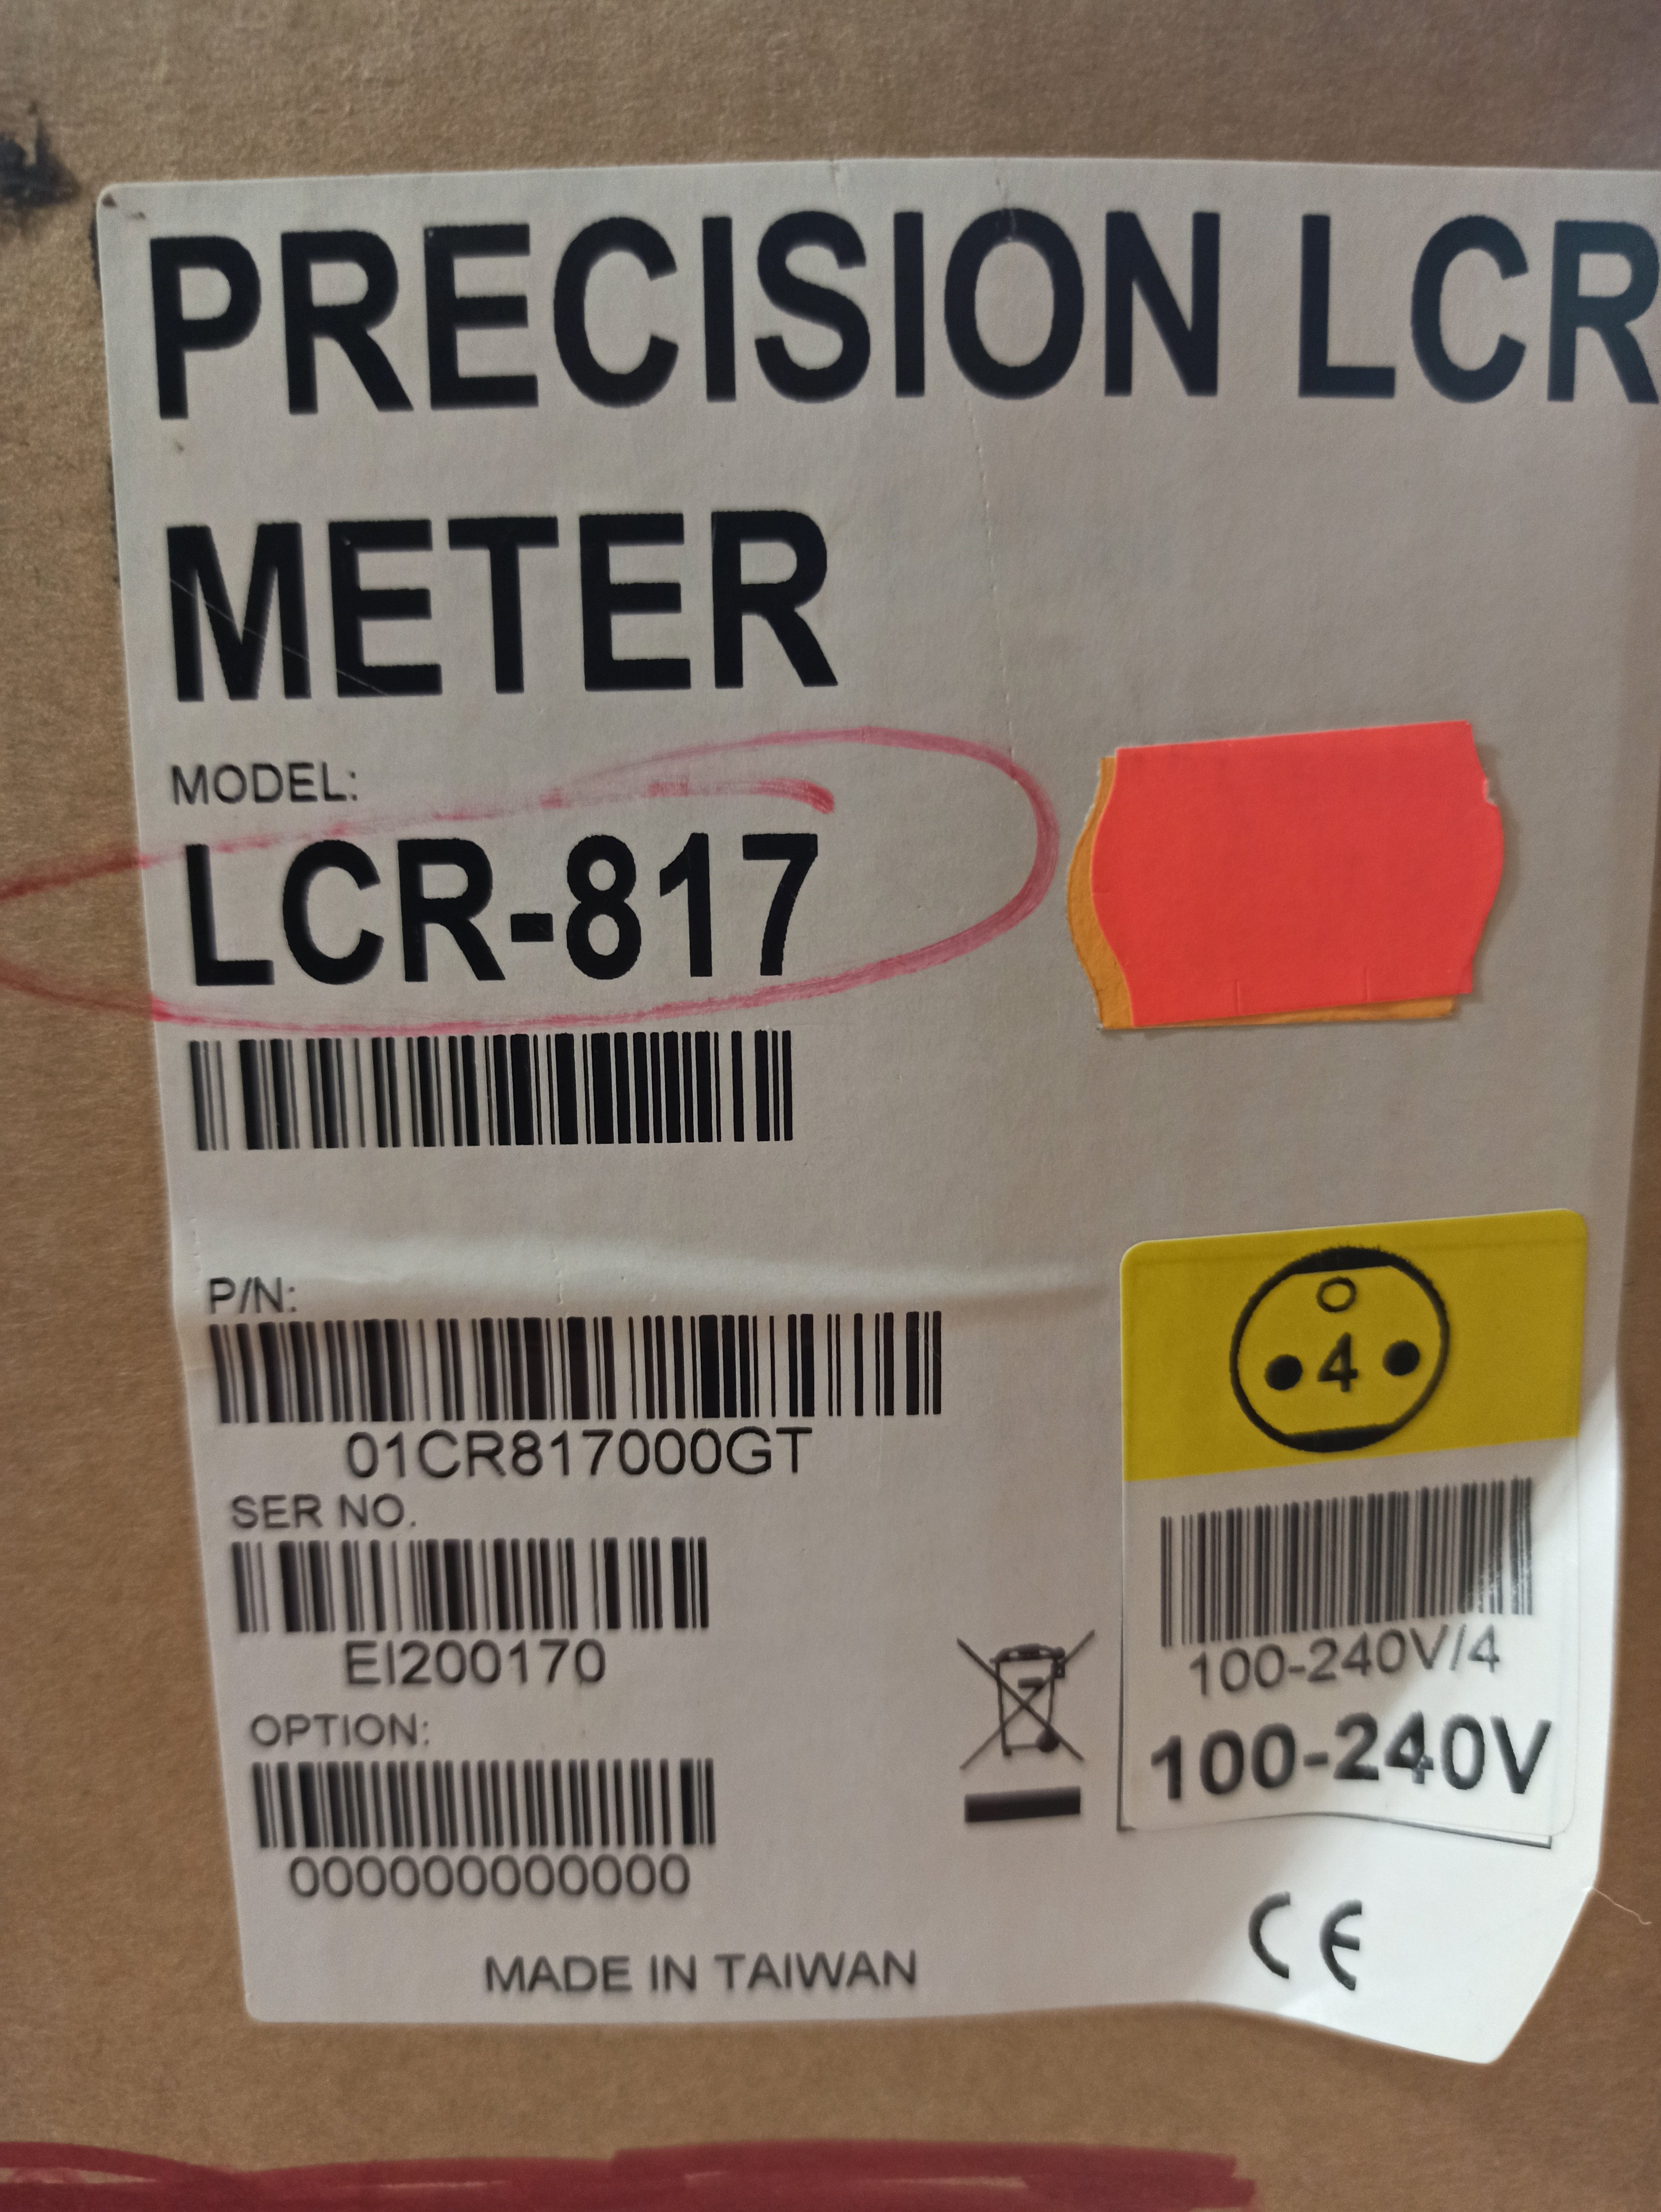 PRECISION LCR
METER
MODEL:
LCR-817
P/N:
01CR817000GT
SER NO.
EI200170
OPTION:
000000000000
MADE IN TAIWAN
4
100-240V/4
100-240V
CE